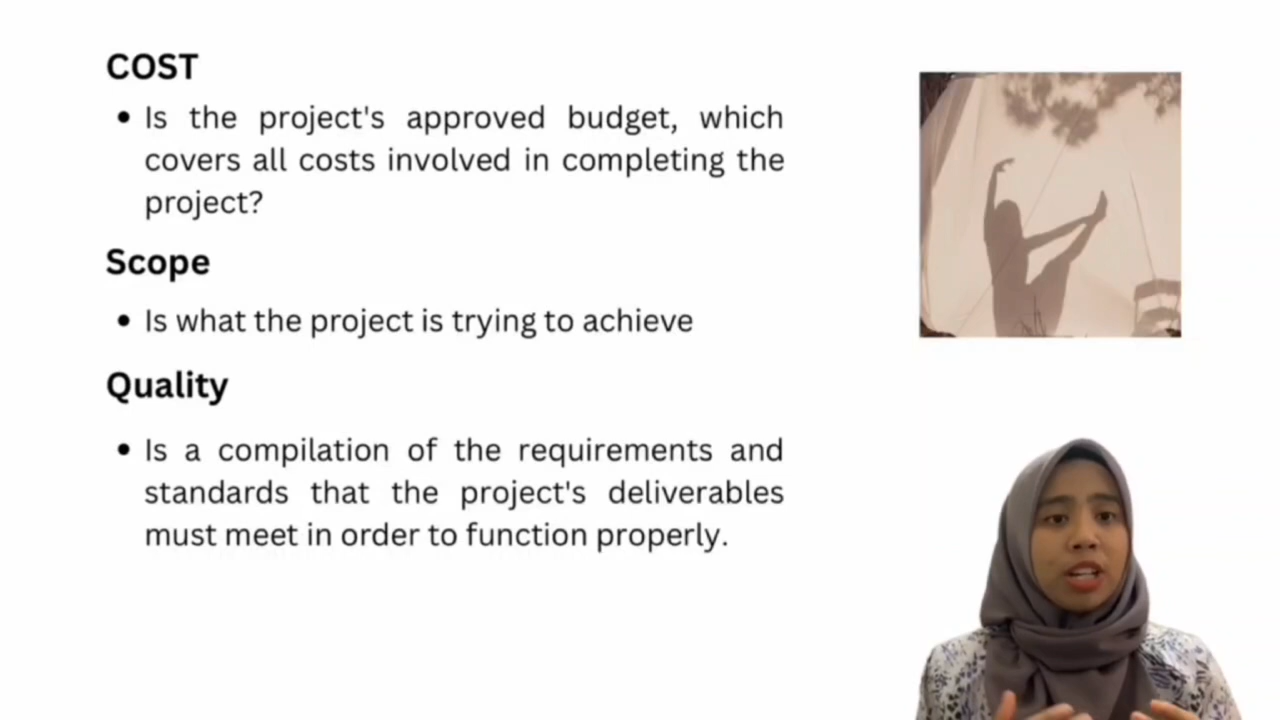 COST
• Is the project's approved budget, which
covers all costs involved in completing the
project?
Scope
• Is what the project is trying to achieve
Quality
• Is a compilation of the requirements and
standards that the project's deliverables
must meet in order to function properly.